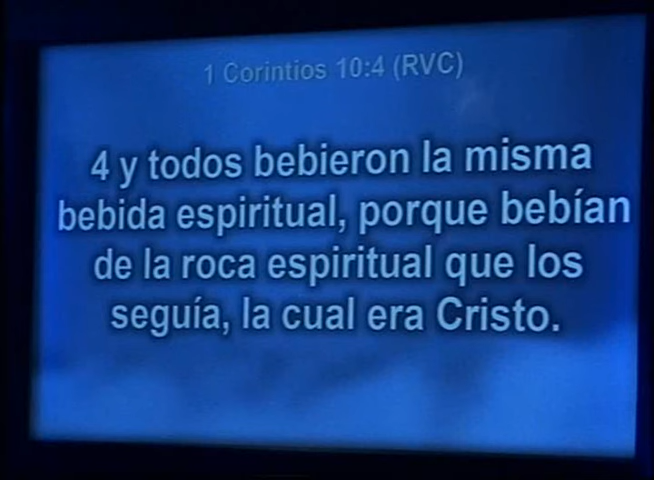 1 Corintios 10:4 (RVC)
4 y todos bebieron la misma
bebida espiritual, porque bebían
de la roca espiritual que los
seguía, la cual era Cristo.